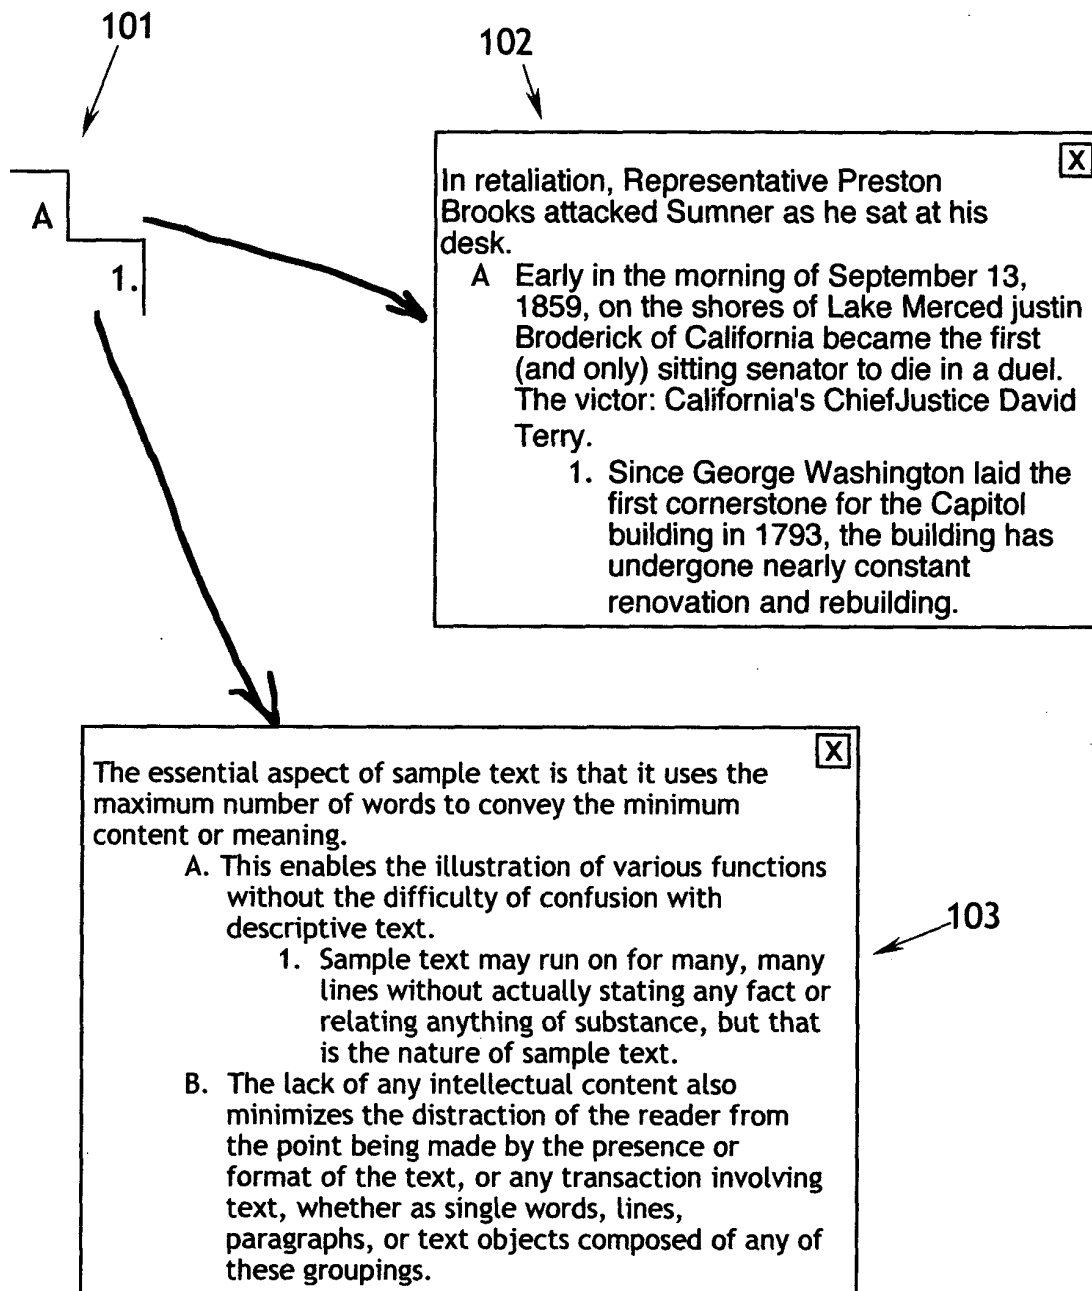 101
102
A
1.
X
In retaliation, Representative Preston
Brooks attacked Sumner as he sat at his
desk.
A Early in the morning of September 13,
1859, on the shores of Lake Merced justin
Broderick of California became the first
(and only) sitting senator to die in a duel.
The victor: California's ChiefJustice David
Terry.
1. Since George Washington laid the
first cornerstone for the Capitol
building in 1793, the building has
undergone nearly constant
renovation and rebuilding.
X
The essential aspect of sample text is that it uses the
maximum number of words to convey the minimum
content or meaning.
A. This enables the illustration of various functions
without the difficulty of confusion with
descriptive text.
1. Sample text may run on for many, many
lines without actually stating any fact or
relating anything of substance, but that
is the nature of sample text.
B. The lack of any intellectual content also
minimizes the distraction of the reader from
the point being made by the presence or
format of the text, or any transaction involving
text, whether as single words, lines,
paragraphs, or text objects composed of any of
these groupings.
103